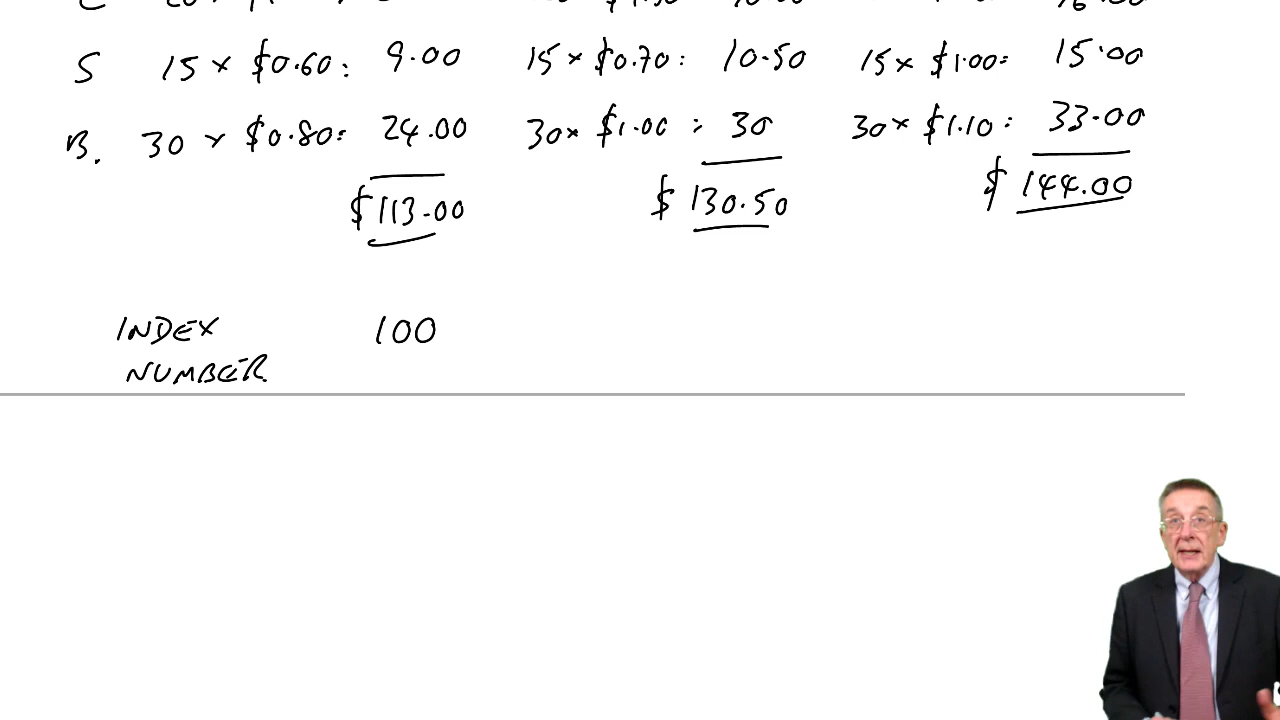 S 15 × $0.60: 9.00 15 × $0.70: 10.50 15 × $1.00: 15.00
B. 30 × $0.80: 24.00 30 × $1.00 : 30 30 × $1.10: 33.00
$113.00 $ 130.50 $ 144.00
INDEX 100
NUMBER